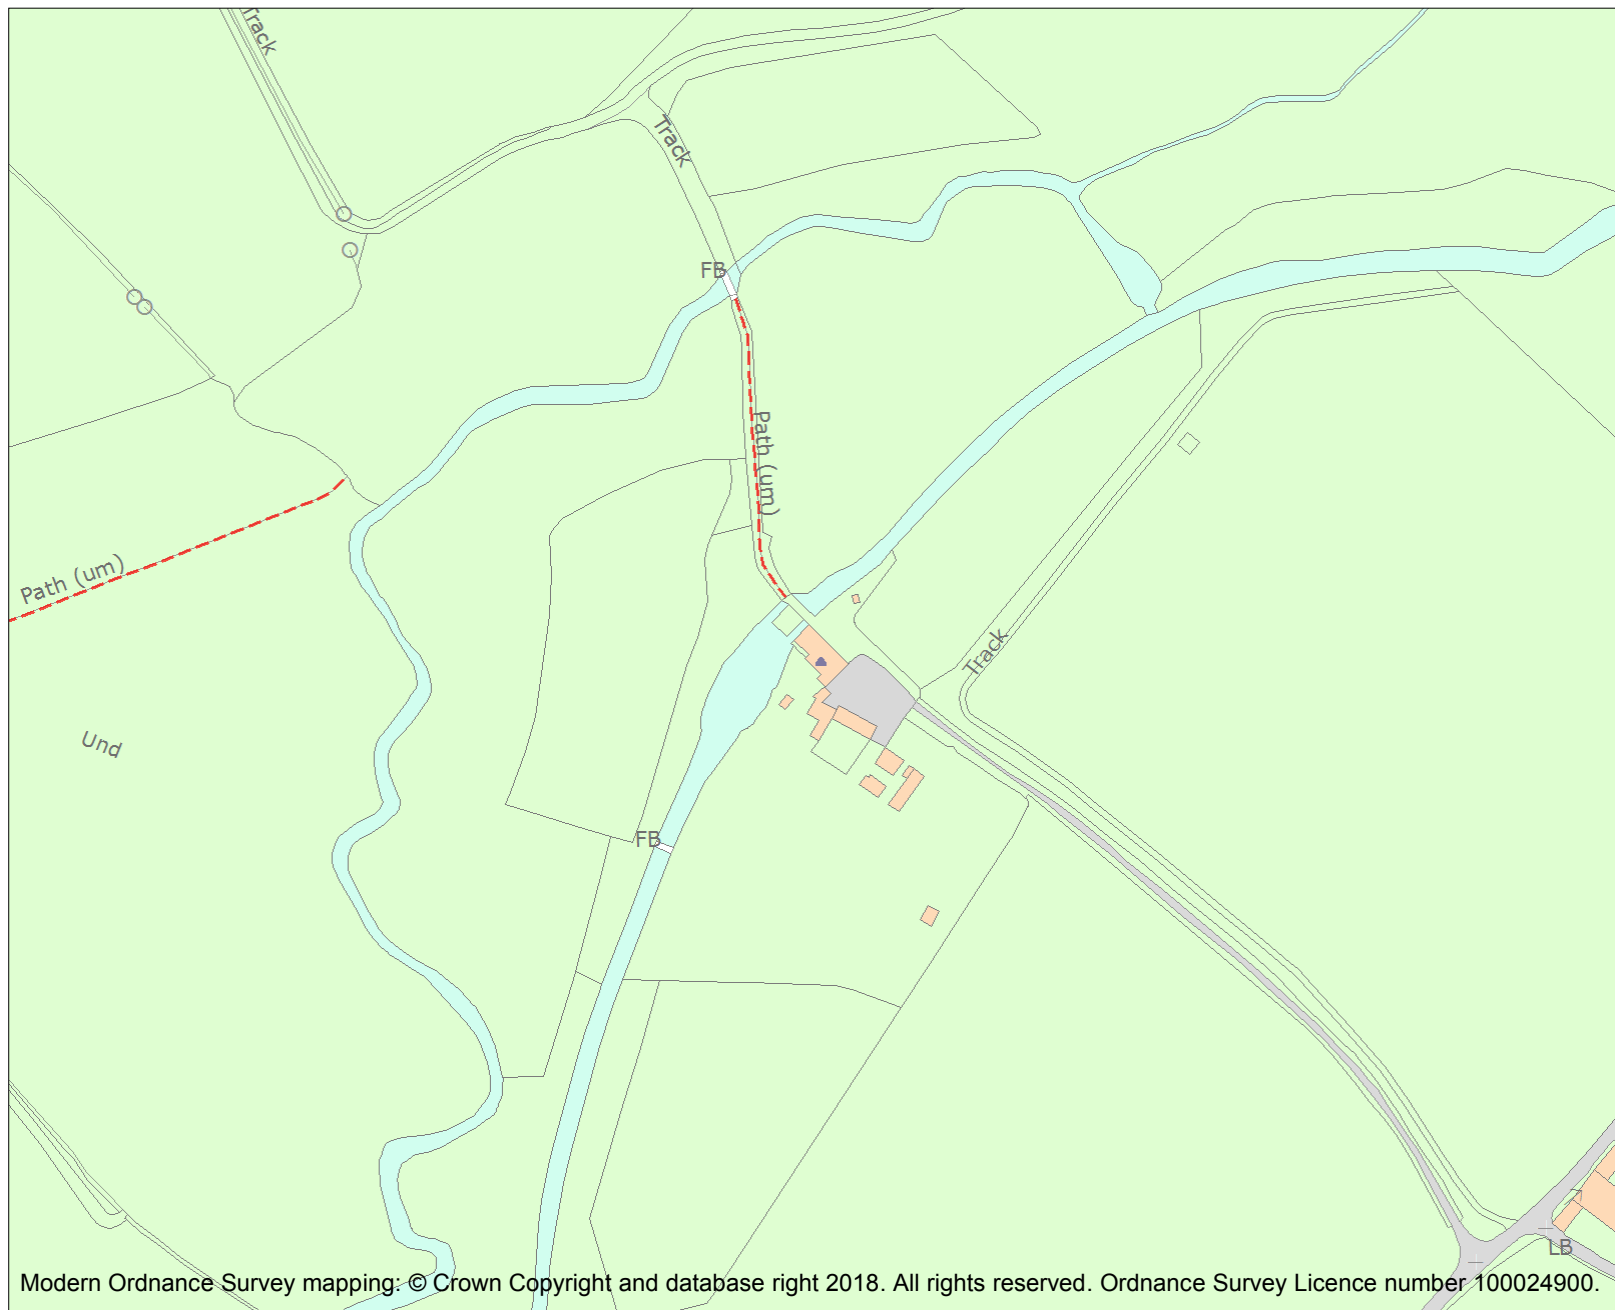 Track
Track
FB
Path (um)
Path (um)
Track
Und
FB
LB
Modern Ordnance Survey mapping: © Crown Copyright and database right 2018. All rights reserved. Ordnance Survey Licence number 100024900.